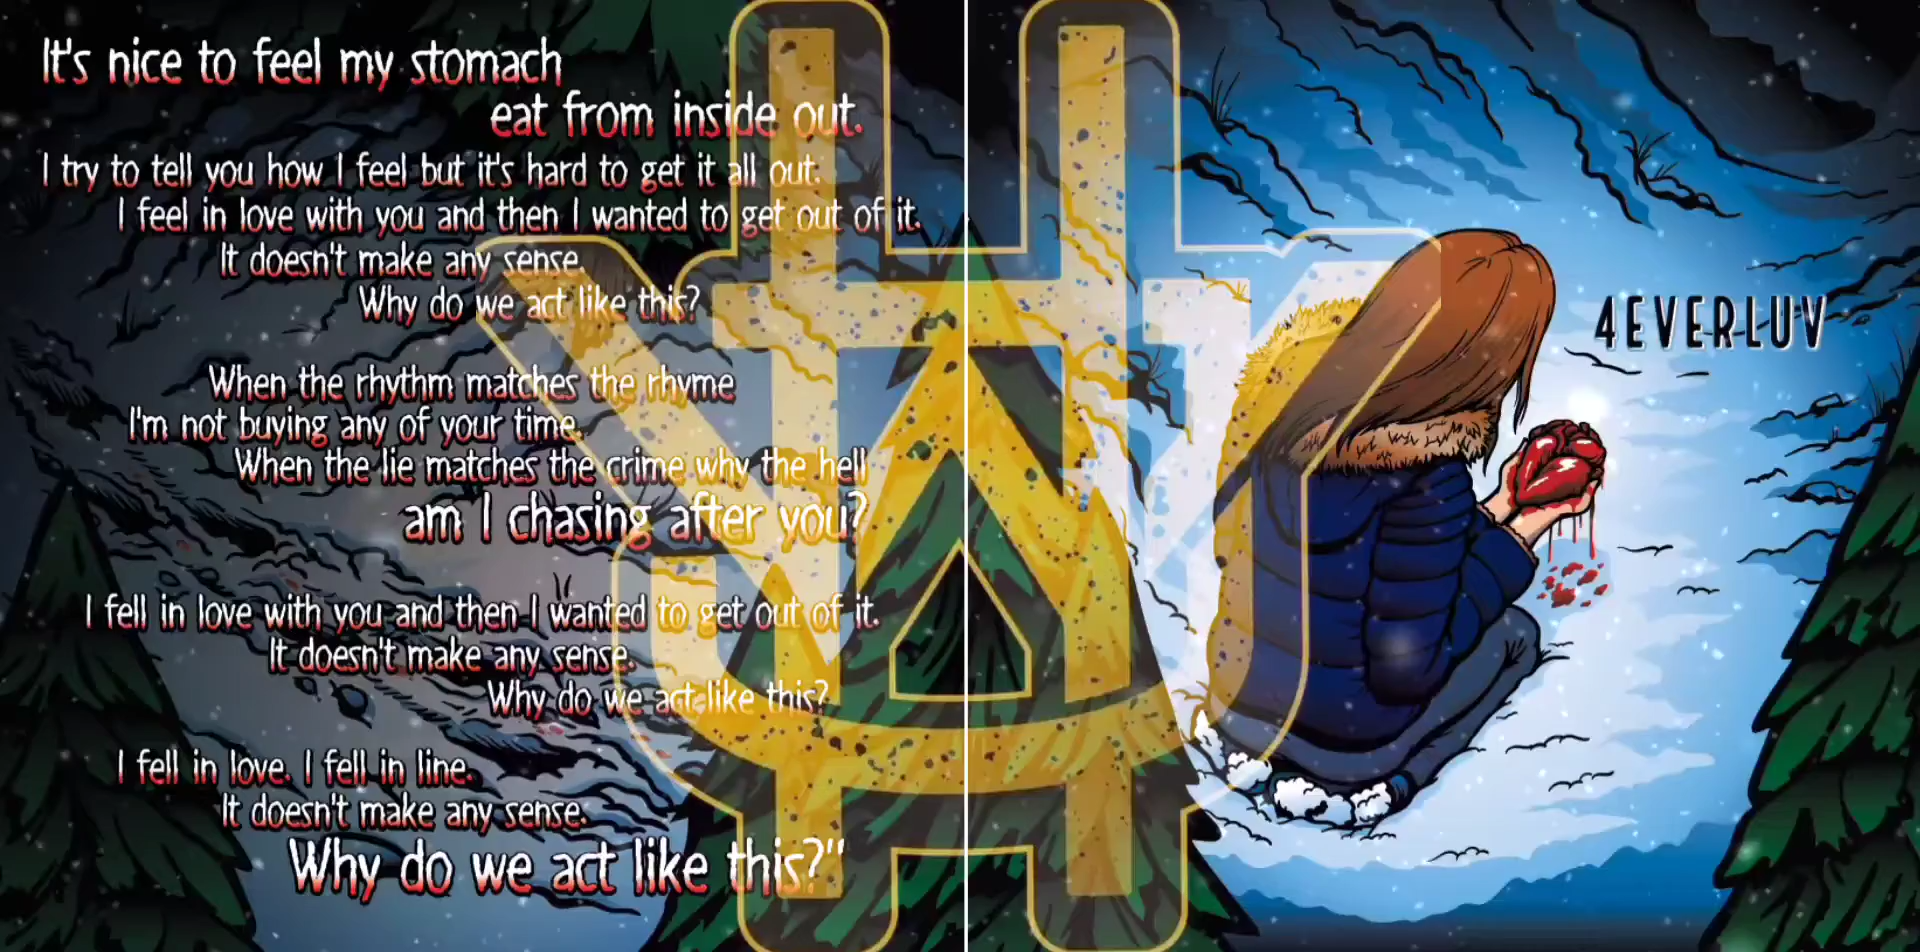 It's nice to feel my stomach
eat from inside out.
I try to tell you how I feel but it's hard to get it all out.
I feel in love with you and then I wanted to get out of it.
It doesn't make any sense.
Why do we act like this?
When the rhythm matches the rhyme
I'm not buying any of your time.
When the lie matches the crime why the hell
am I chasing after you?
I fell in love with you and then I wanted to get out of it.
It doesn't make any sense.
Why do we act like this?
I fell in love. I fell in line.
It doesn't make any sense.
Why do we act like this?"
4EVERLUV